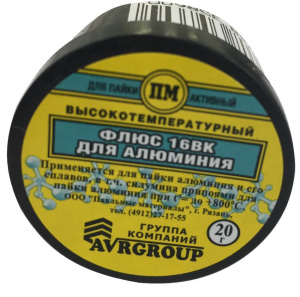 ДЛЯ ПАЙКИ ПМ АКТИВНЫЙ
ВЫСОКОТЕМПЕРАТУРНЫЙ
ФЛЮС 16ВК
ДЛЯ АЛЮМИНИЯ
Применяется для пайки алюминия и его
сплавов, в т.ч. силумина припоями для
пайки алюминия при t°- до +800°С.
ООО "Паяльные материалы", г. Рязань.
тел. (4912)27-17-55
ГРУППА
КОМПАНИЙ
AVRGROUP
20 г